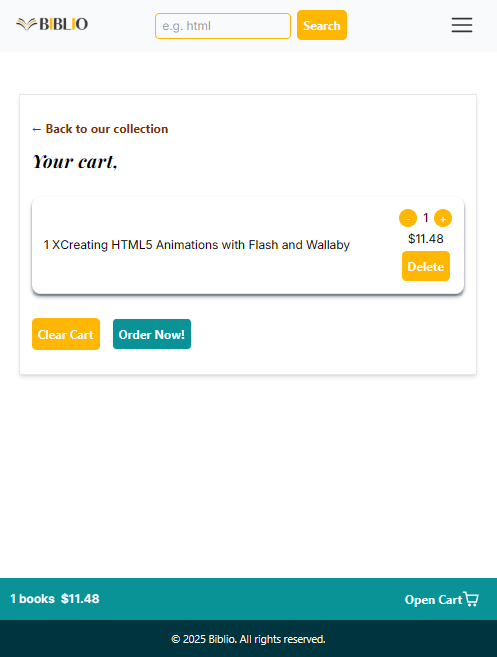 BIBLIO
e.g. html
Search
← Back to our collection
Your cart,
- 1 +
1 XCreating HTML5 Animations with Flash and Wallaby
$11.48
Delete
Clear Cart
Order Now!
1 books $11.48
Open Cart
© 2025 Biblio. All rights reserved.